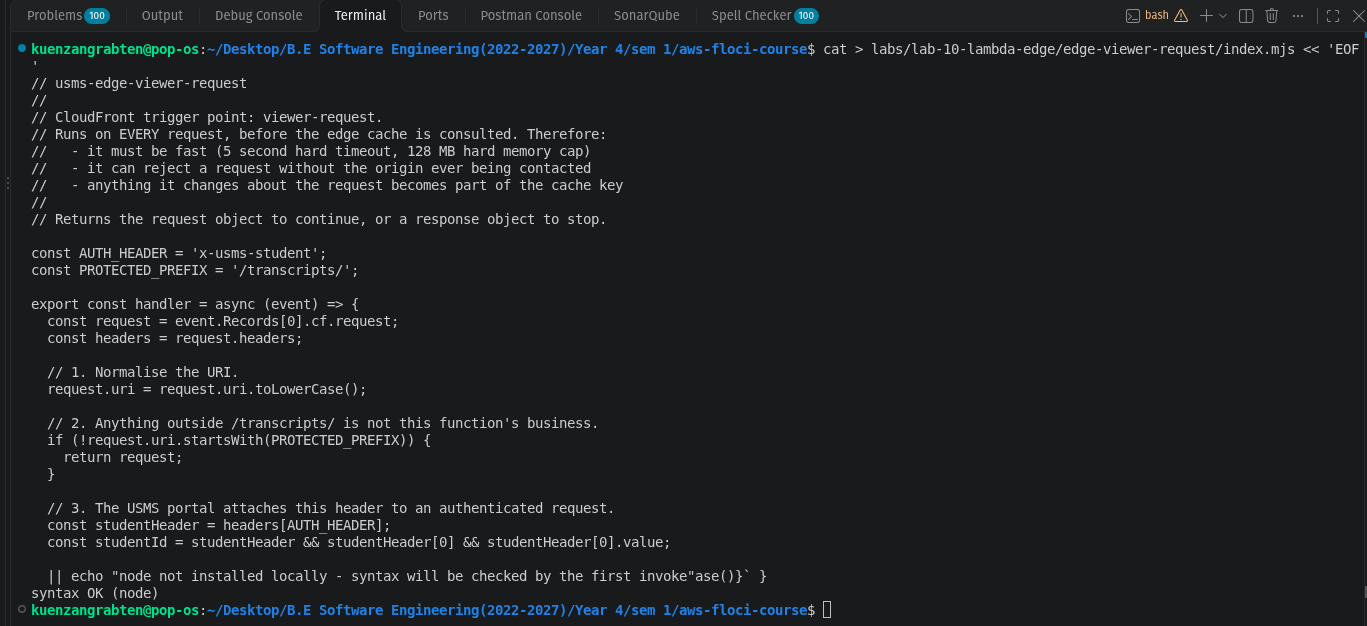 Problems 100 Output Debug Console Terminal Ports Postman Console SonarQube Spell Checker 100 bash
kuenzangrabten@pop-os:~/Desktop/B.E Software Engineering(2022-2027)/Year 4/sem 1/aws-floci-course$ cat > labs/lab-10-lambda-edge/edge-viewer-request/index.mjs << 'EOF
'
// usms-edge-viewer-request
//
// CloudFront trigger point: viewer-request.
// Runs on EVERY request, before the edge cache is consulted. Therefore:
//   - it must be fast (5 second hard timeout, 128 MB hard memory cap)
//   - it can reject a request without the origin ever being contacted
//   - anything it changes about the request becomes part of the cache key
//
// Returns the request object to continue, or a response object to stop.
const AUTH_HEADER = 'x-usms-student';
const PROTECTED_PREFIX = '/transcripts/';
export const handler = async (event) => {
  const request = event.Records[0].cf.request;
  const headers = request.headers;
  // 1. Normalise the URI.
  request.uri = request.uri.toLowerCase();
  // 2. Anything outside /transcripts/ is not this function's business.
  if (!request.uri.startsWith(PROTECTED_PREFIX)) {
    return request;
  }
  // 3. The USMS portal attaches this header to an authenticated request.
  const studentHeader = headers[AUTH_HEADER];
  const studentId = studentHeader && studentHeader[0] && studentHeader[0].value;
  || echo "node not installed locally - syntax will be checked by the first invoke"ase()}` }
syntax OK (node)
kuenzangrabten@pop-os:~/Desktop/B.E Software Engineering(2022-2027)/Year 4/sem 1/aws-floci-course$